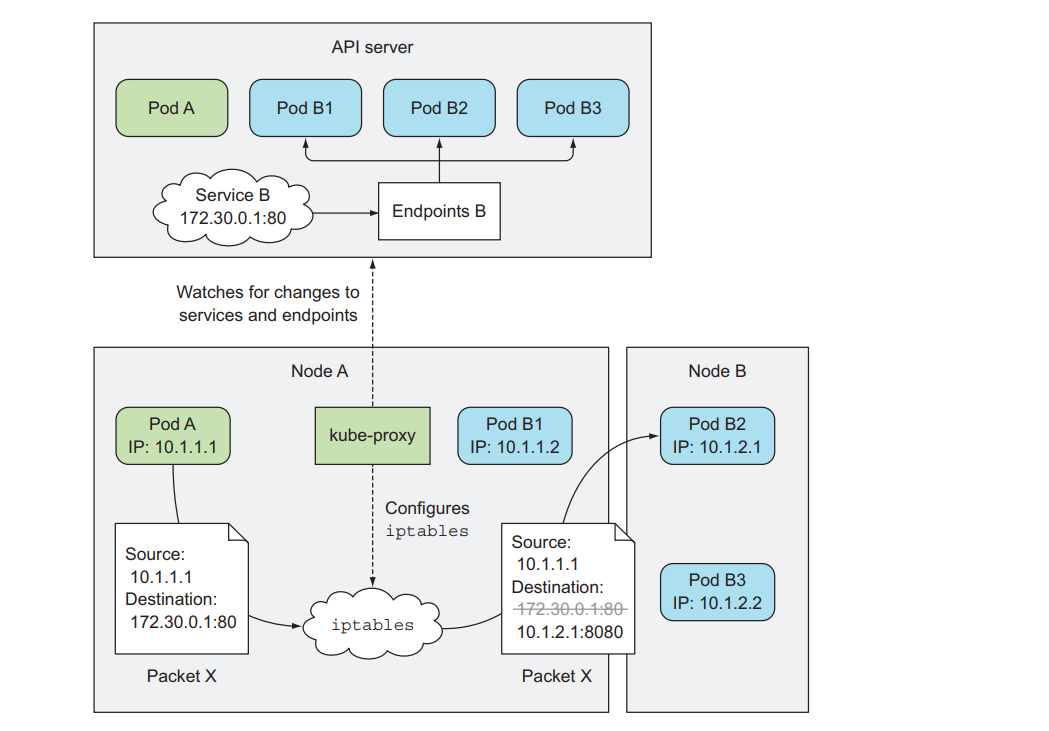 API server
Pod A
Pod B1
Pod B2
Pod B3
Service B
172.30.0.1:80
Endpoints B
Watches for changes to
services and endpoints
Node A
Pod A
IP: 10.1.1.1
kube-proxy
Pod B1
IP: 10.1.1.2
Configures
iptables
Source:
10.1.1.1
Destination:
172.30.0.1:80
Packet X
iptables
Source:
10.1.1.1
Destination:
172.30.0.1:80
10.1.2.1:8080
Packet X
Node B
Pod B2
IP: 10.1.2.1
Pod B3
IP: 10.1.2.2